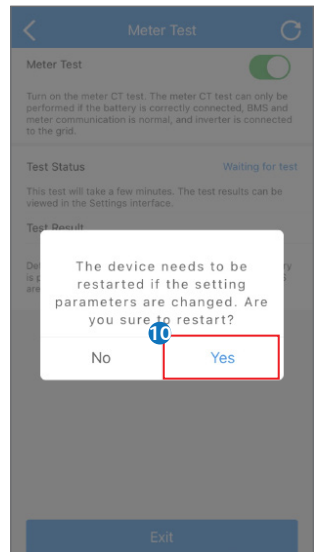 Meter Test
Meter Test
Turn on the meter CT test. The meter CT test can only be
performed if the battery is correctly connected, BMS and
meter communication is normal, and inverter is connected
to the grid.
Test Status Waiting for test
This test will take a few minutes. The test results can be
viewed in the Settings interface.
Test Result
The device needs to be
restarted if the setting
parameters are changed. Are
you sure to restart?
10
No Yes
Exit